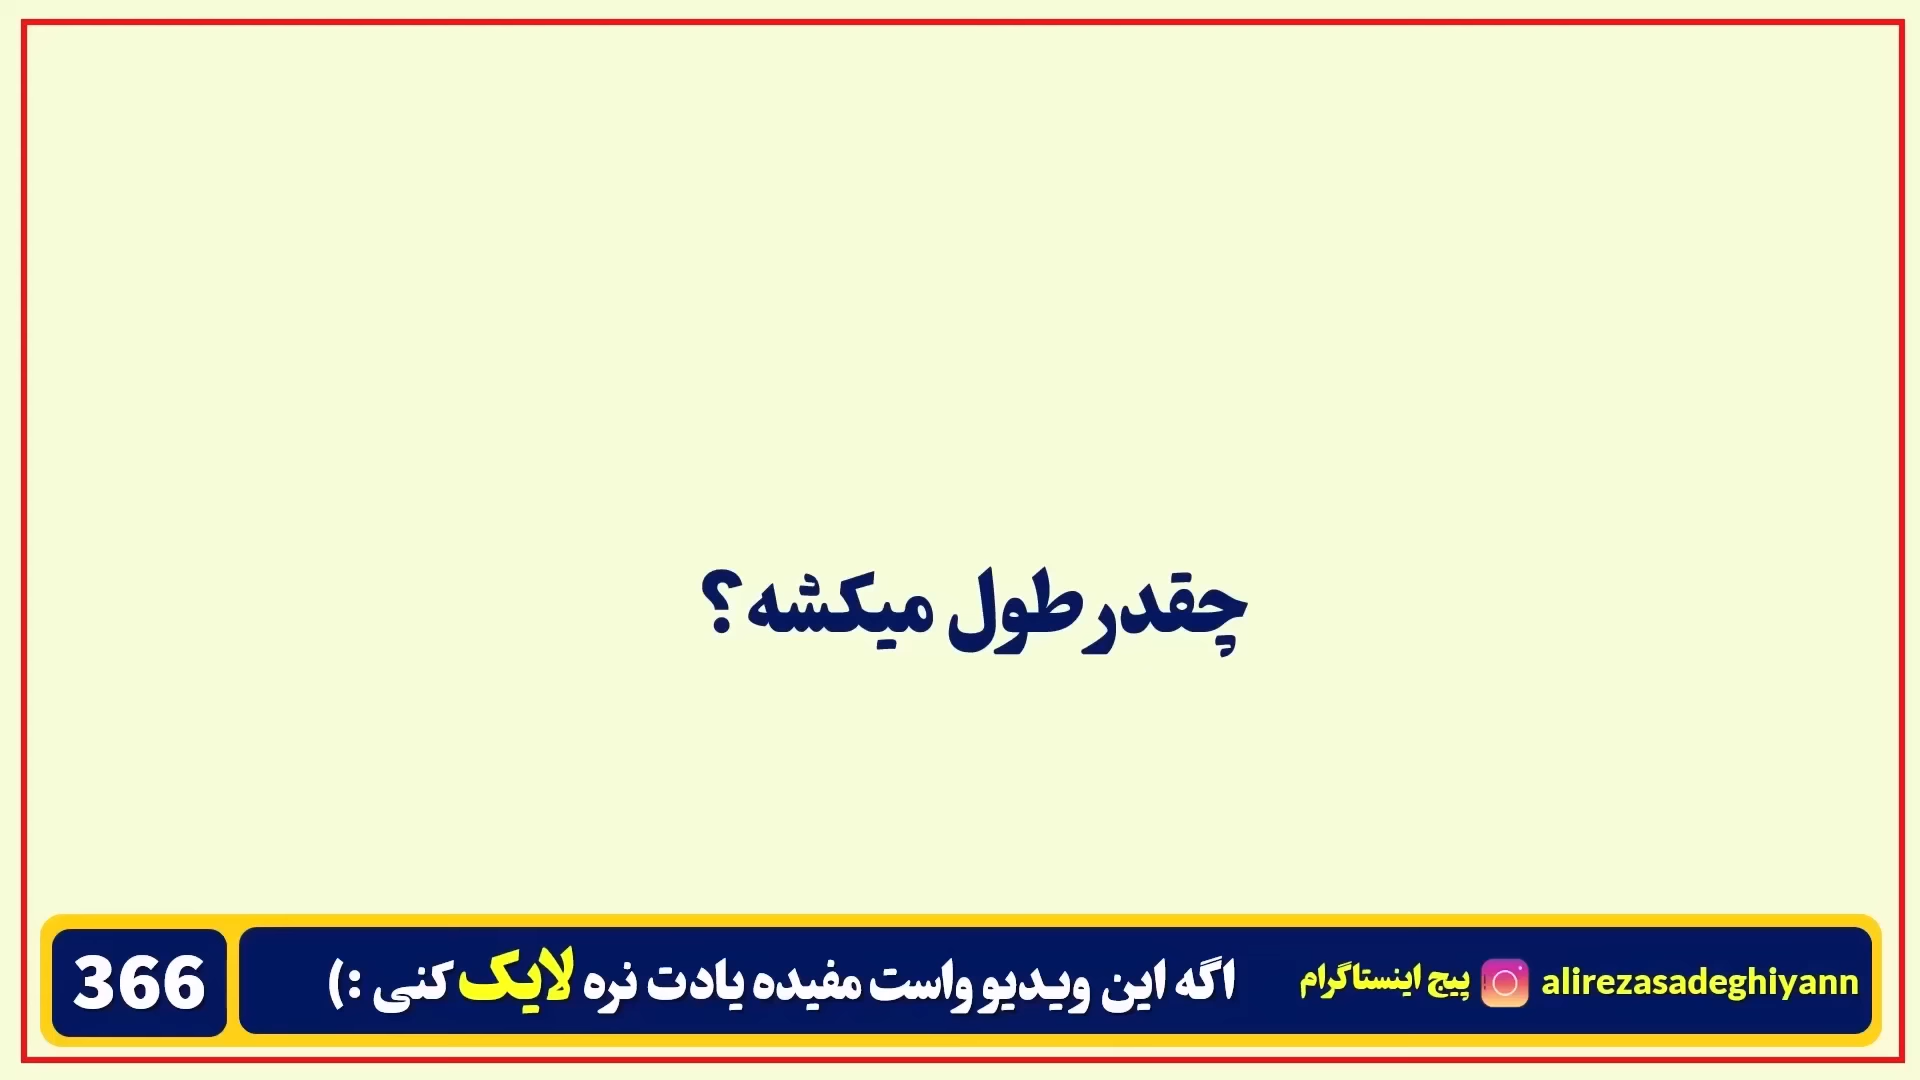 چقدر طول میکشه ؟
366
اگه این ویدیو واست مفیده یادت نره لایک کنی :)
پیج اینستاگرام alirezasadeghiyann